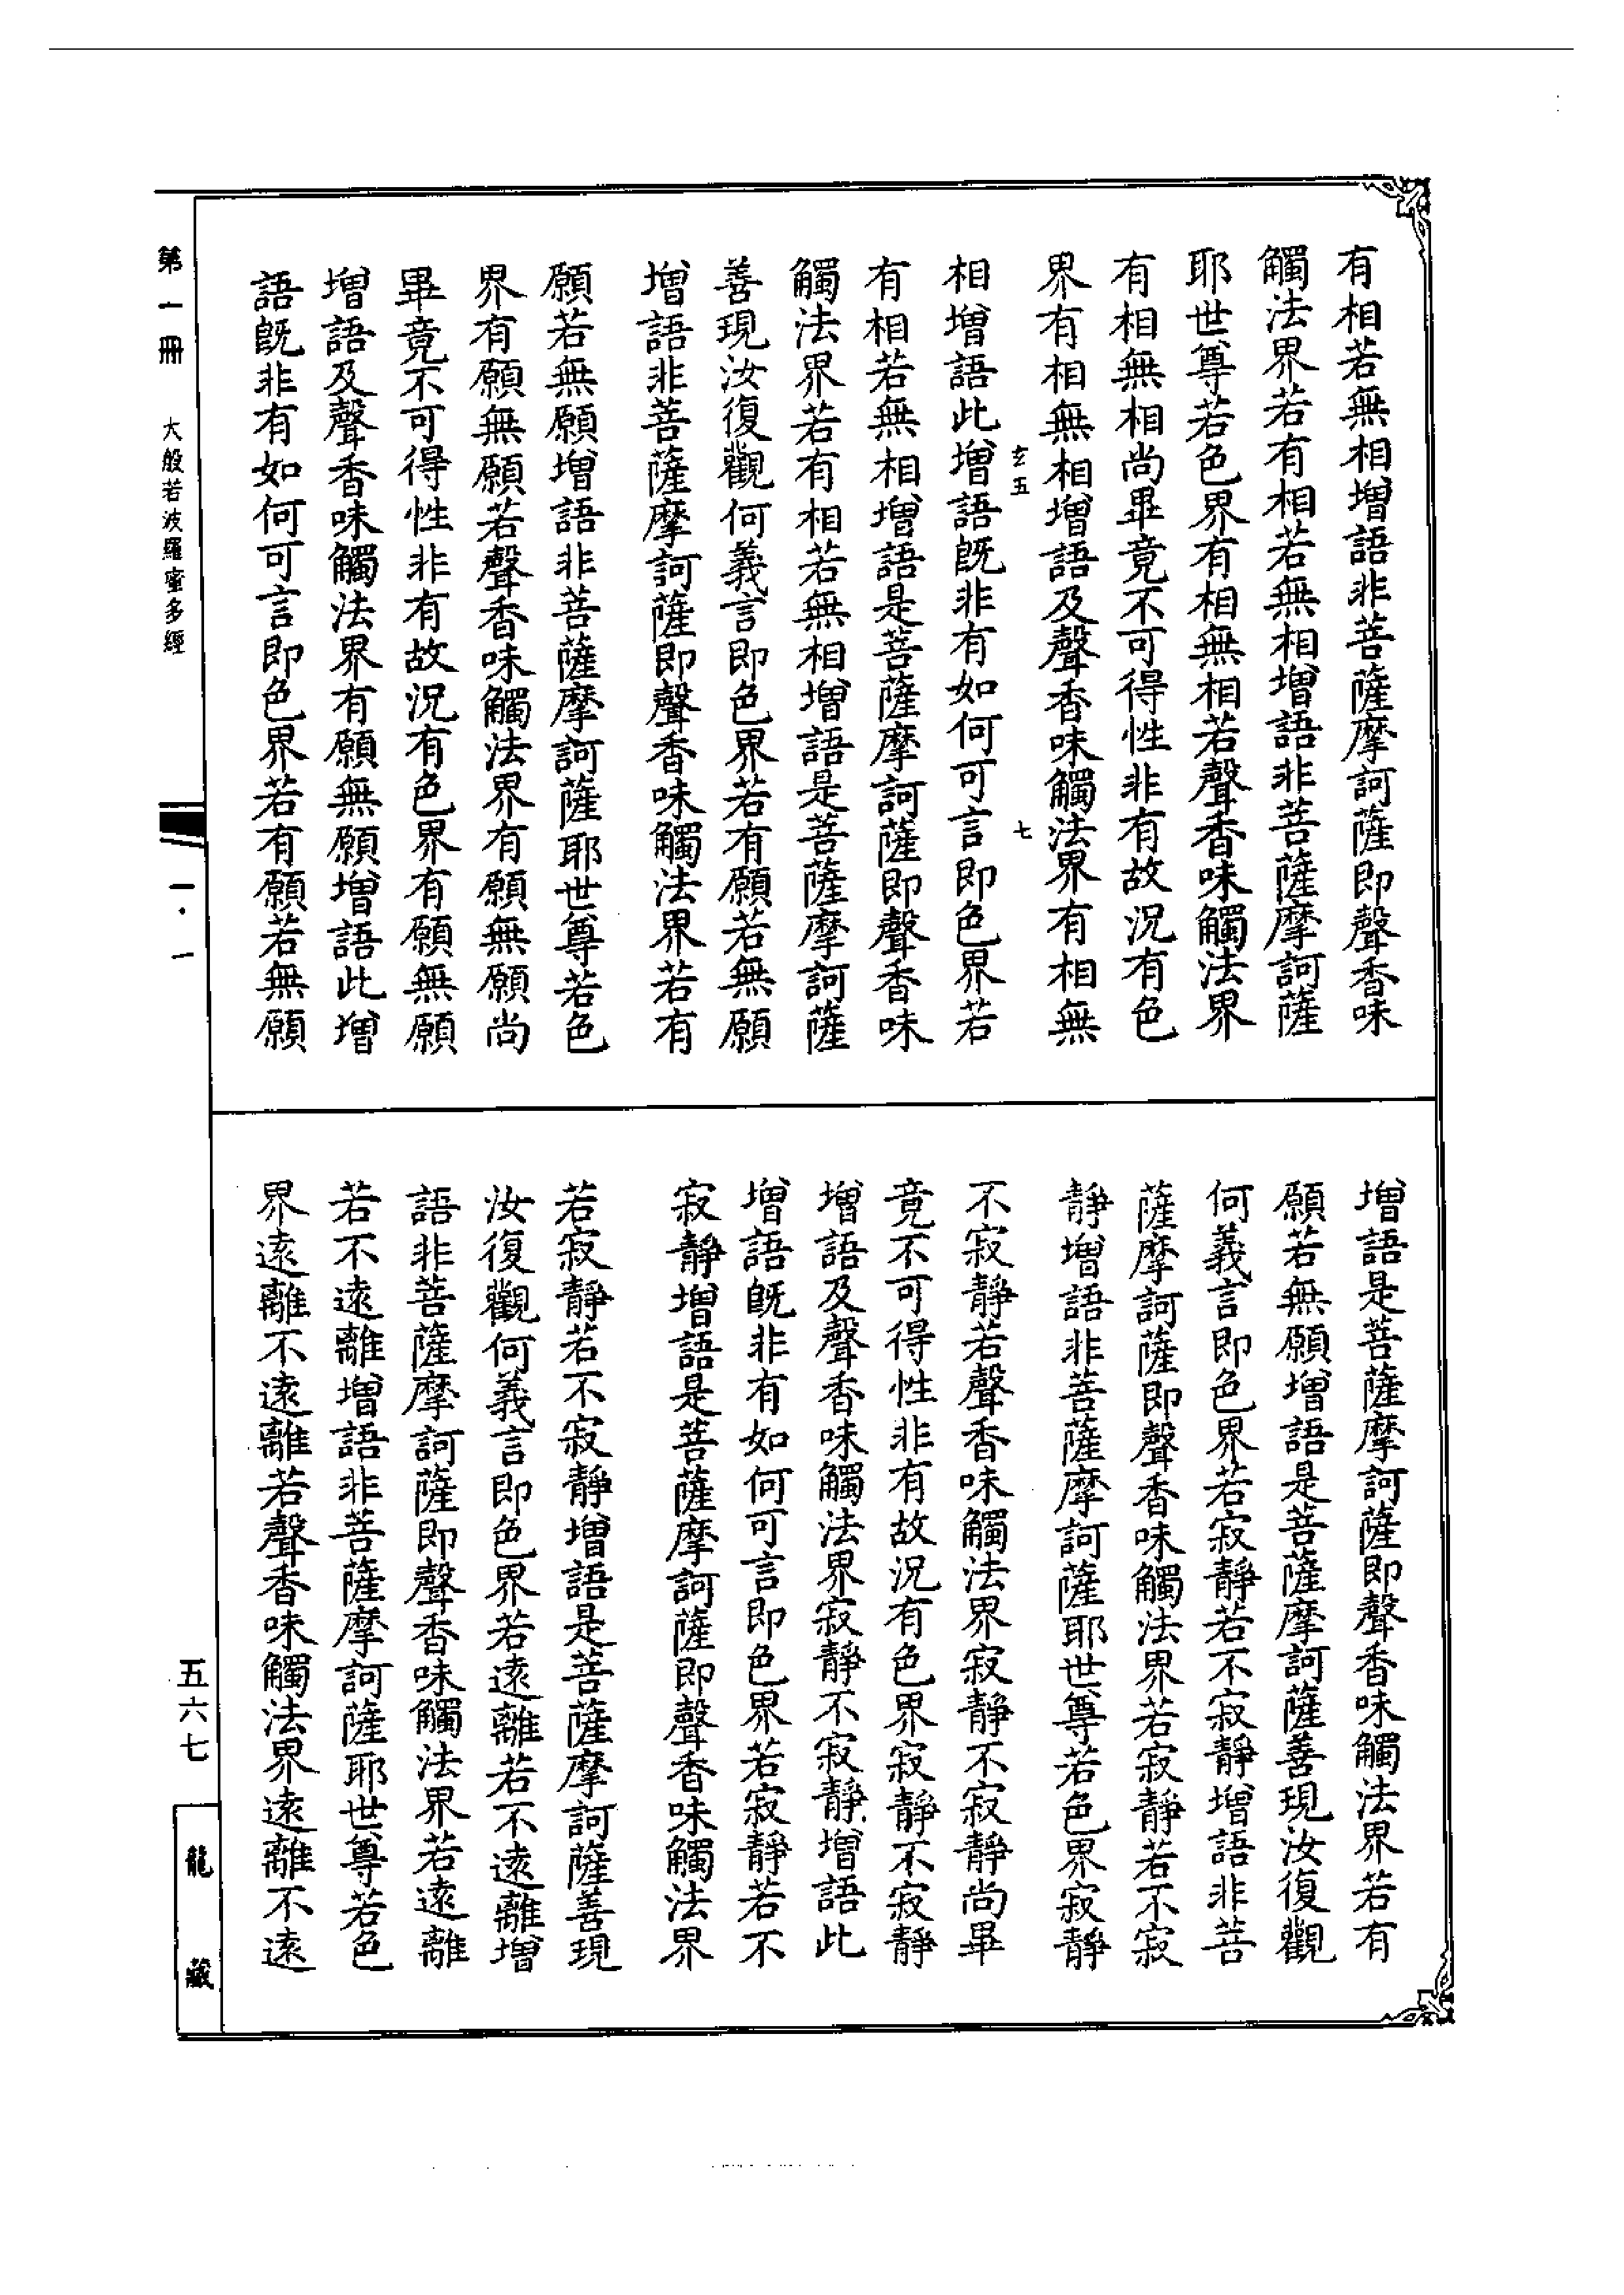 有相若無相增語非菩薩摩訶薩即聲香味
觸法界若有相若無相增語非菩薩摩訶薩
耶世尊若色界有相無相若聲香味觸法界
有相無相尚畢竟不可得性非有故況有色
界有相無相增語及聲香味觸法界有相無
玄五 七
相增語此增語旣非有如何可言即色界若
有相若無相增語是菩薩摩訶薩即聲香味
觸法界若有相若無相增語是菩薩摩訶薩
善現汝復觀何義言即色界若有願若無願
增語非菩薩摩訶薩即聲香味觸法界若有
願若無願增語非菩薩摩訶薩耶世尊若色
界有願無願若聲香味觸法界有願無願尚
畢竟不可得性非有故況有色界有願無願
增語及聲香味觸法界有願無願增語此增
語旣非有如何可言即色界若有願若無願
增語是菩薩摩訶薩即聲香味觸法界若有
願若無願增語是菩薩摩訶薩善現汝復觀
何義言即色界若寂靜若不寂靜增語非菩
薩摩訶薩即聲香味觸法界若寂靜若不寂
靜增語非菩薩摩訶薩耶世尊若色界寂靜
不寂靜若聲香味觸法界寂靜不寂靜尚畢
竟不可得性非有故況有色界寂靜不寂靜
增語及聲香味觸法界寂靜不寂靜增語此
增語旣非有如何可言即色界若寂靜若不
寂靜增語是菩薩摩訶薩即聲香味觸法界
若寂靜若不寂靜增語是菩薩摩訶薩善現
汝復觀何義言即色界若遠離若不遠離增
語非菩薩摩訶薩即聲香味觸法界若遠離
若不遠離增語非菩薩摩訶薩耶世尊若色
界遠離不遠離若聲香味觸法界遠離不遠
第一冊 大般若波羅蜜多經 一·一
五六七 龍藏